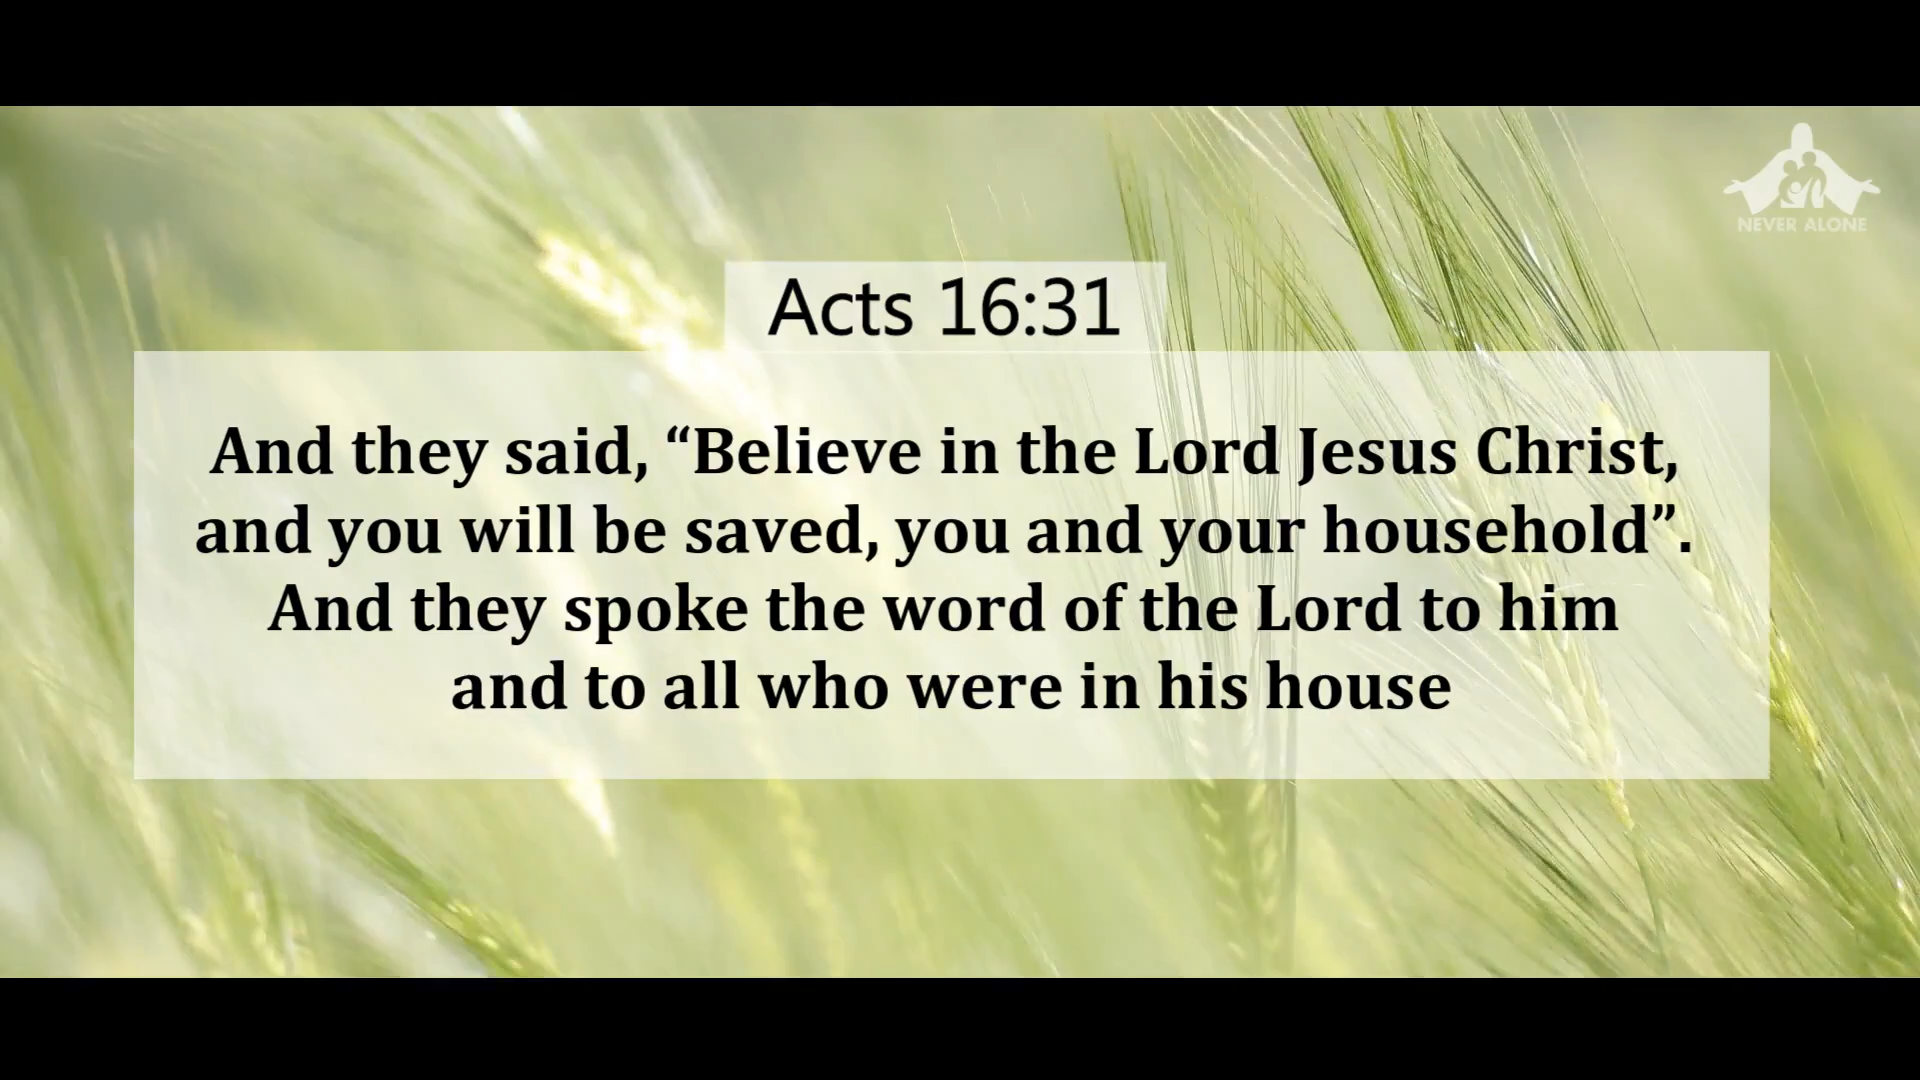 NEVER ALONE
Acts 16:31
And they said, “Believe in the Lord Jesus Christ,
and you will be saved, you and your household”.
And they spoke the word of the Lord to him
and to all who were in his house